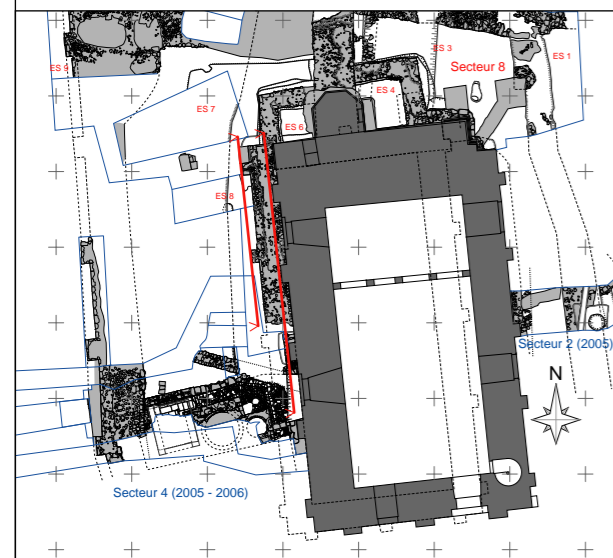 ES 3
ES 1
ES 9
Secteur 8
ES 4
ES 7
ES 6
ES 8
Secteur 2 (2005)
N
Secteur 4 (2005 - 2006)